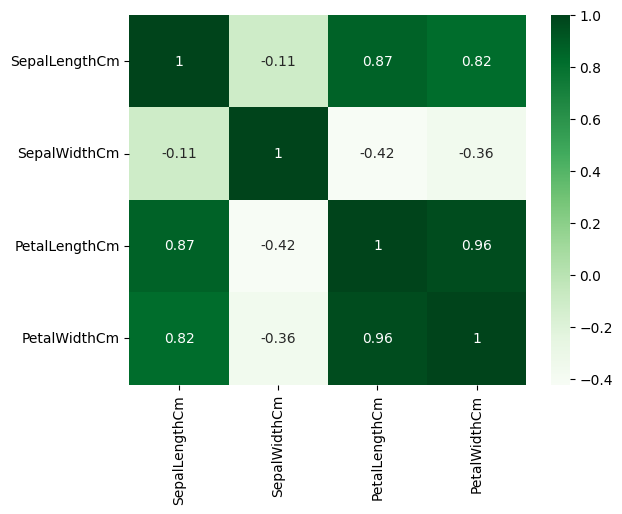 SepalLengthCm 1 -0.11 0.87 0.82
SepalWidthCm -0.11 1 -0.42 -0.36
PetalLengthCm 0.87 -0.42 1 0.96
PetalWidthCm 0.82 -0.36 0.96 1
SepalLengthCm
SepalWidthCm
PetalLengthCm
PetalWidthCm
1.0
0.8
0.6
0.4
0.2
0.0
−0.2
−0.4